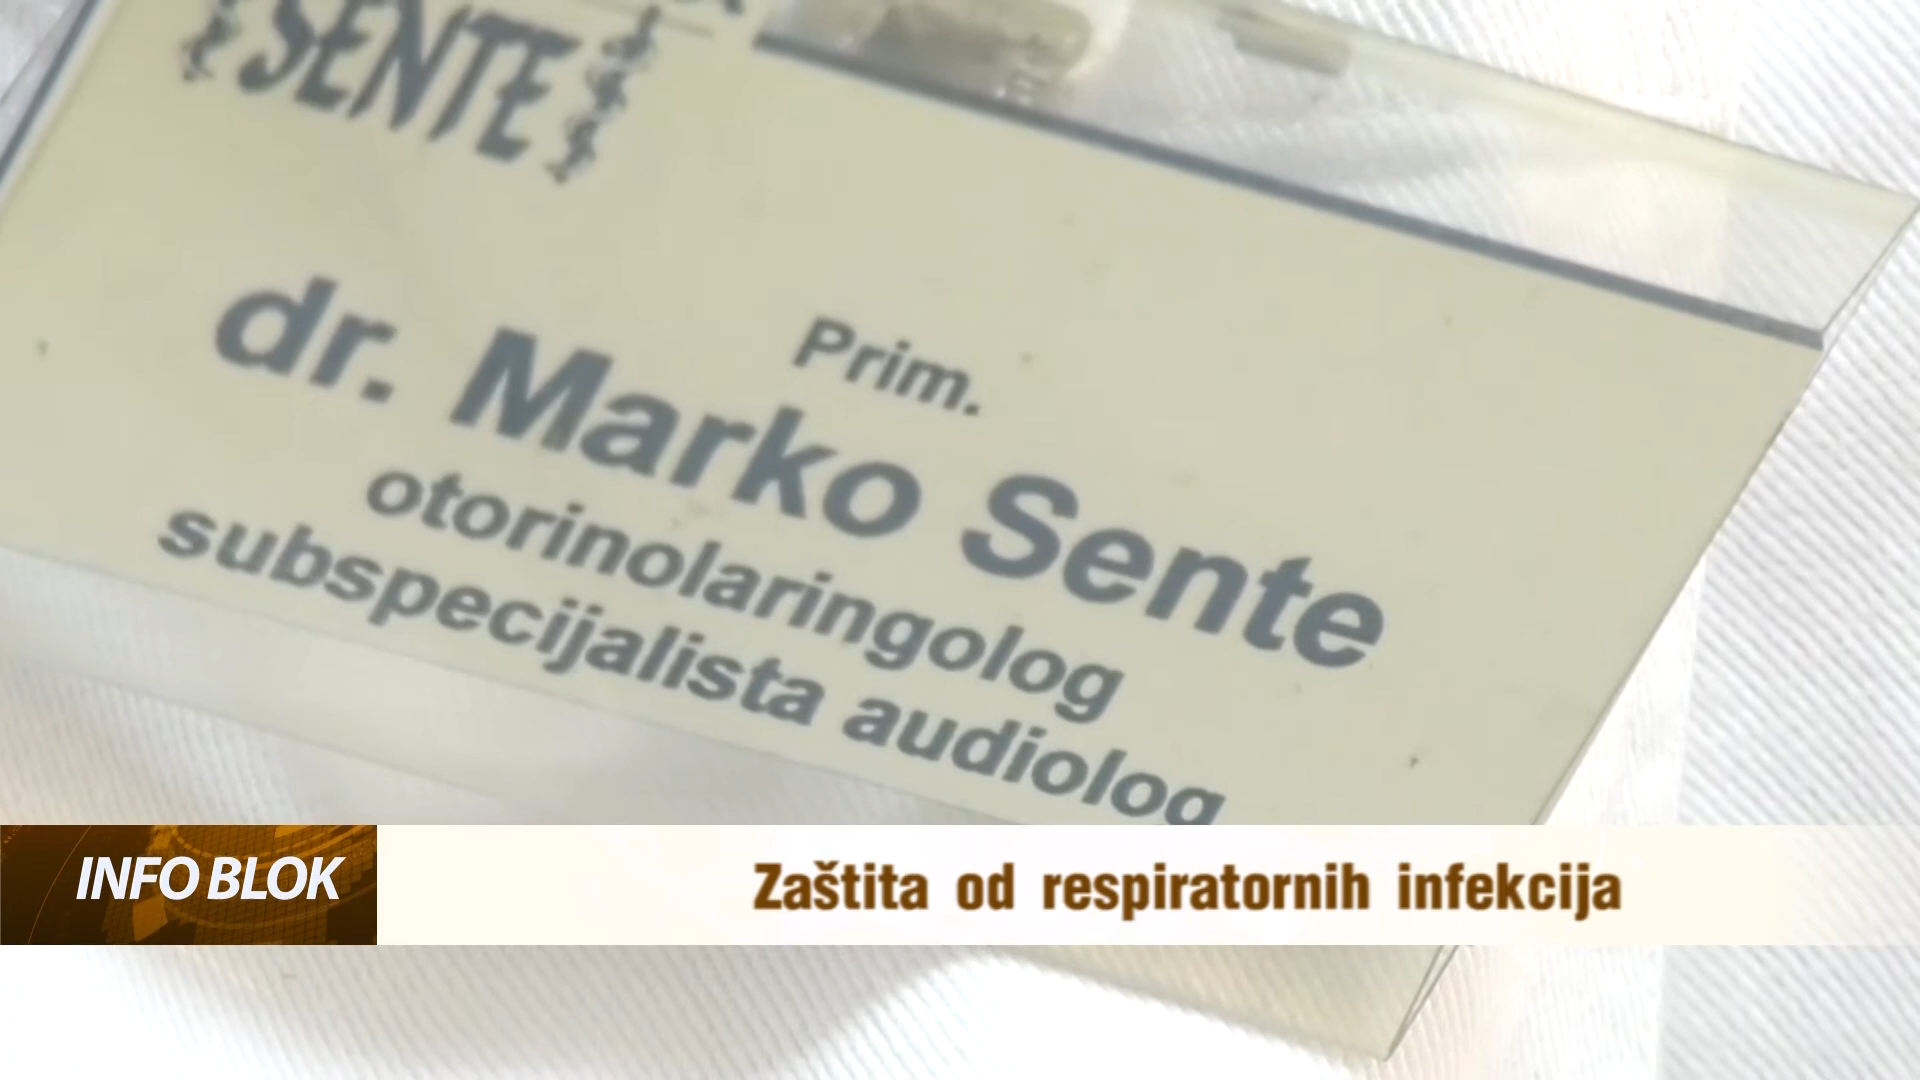 SENTE
Prim.
dr. Marko Sente
otorinolaringolog
subspecijalista audiolog
INFO BLOK
Zaštita od respiratornih infekcija